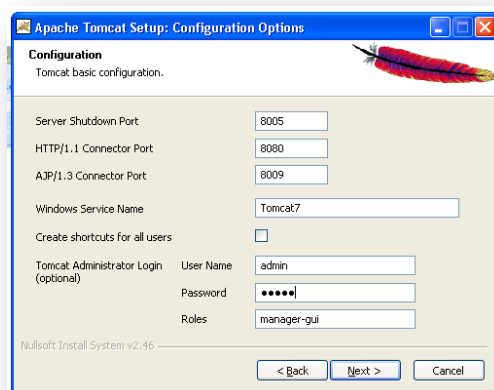 Apache Tomcat Setup: Configuration Options
Configuration
Tomcat basic configuration.
Server Shutdown Port 8005
HTTP/1.1 Connector Port 8080
AJP/1.3 Connector Port 8009
Windows Service Name Tomcat7
Create shortcuts for all users
Tomcat Administrator Login (optional) User Name admin
Password ●●●●●
Roles manager-gui
Nullsoft Install System v2.46
< Back Next > Cancel